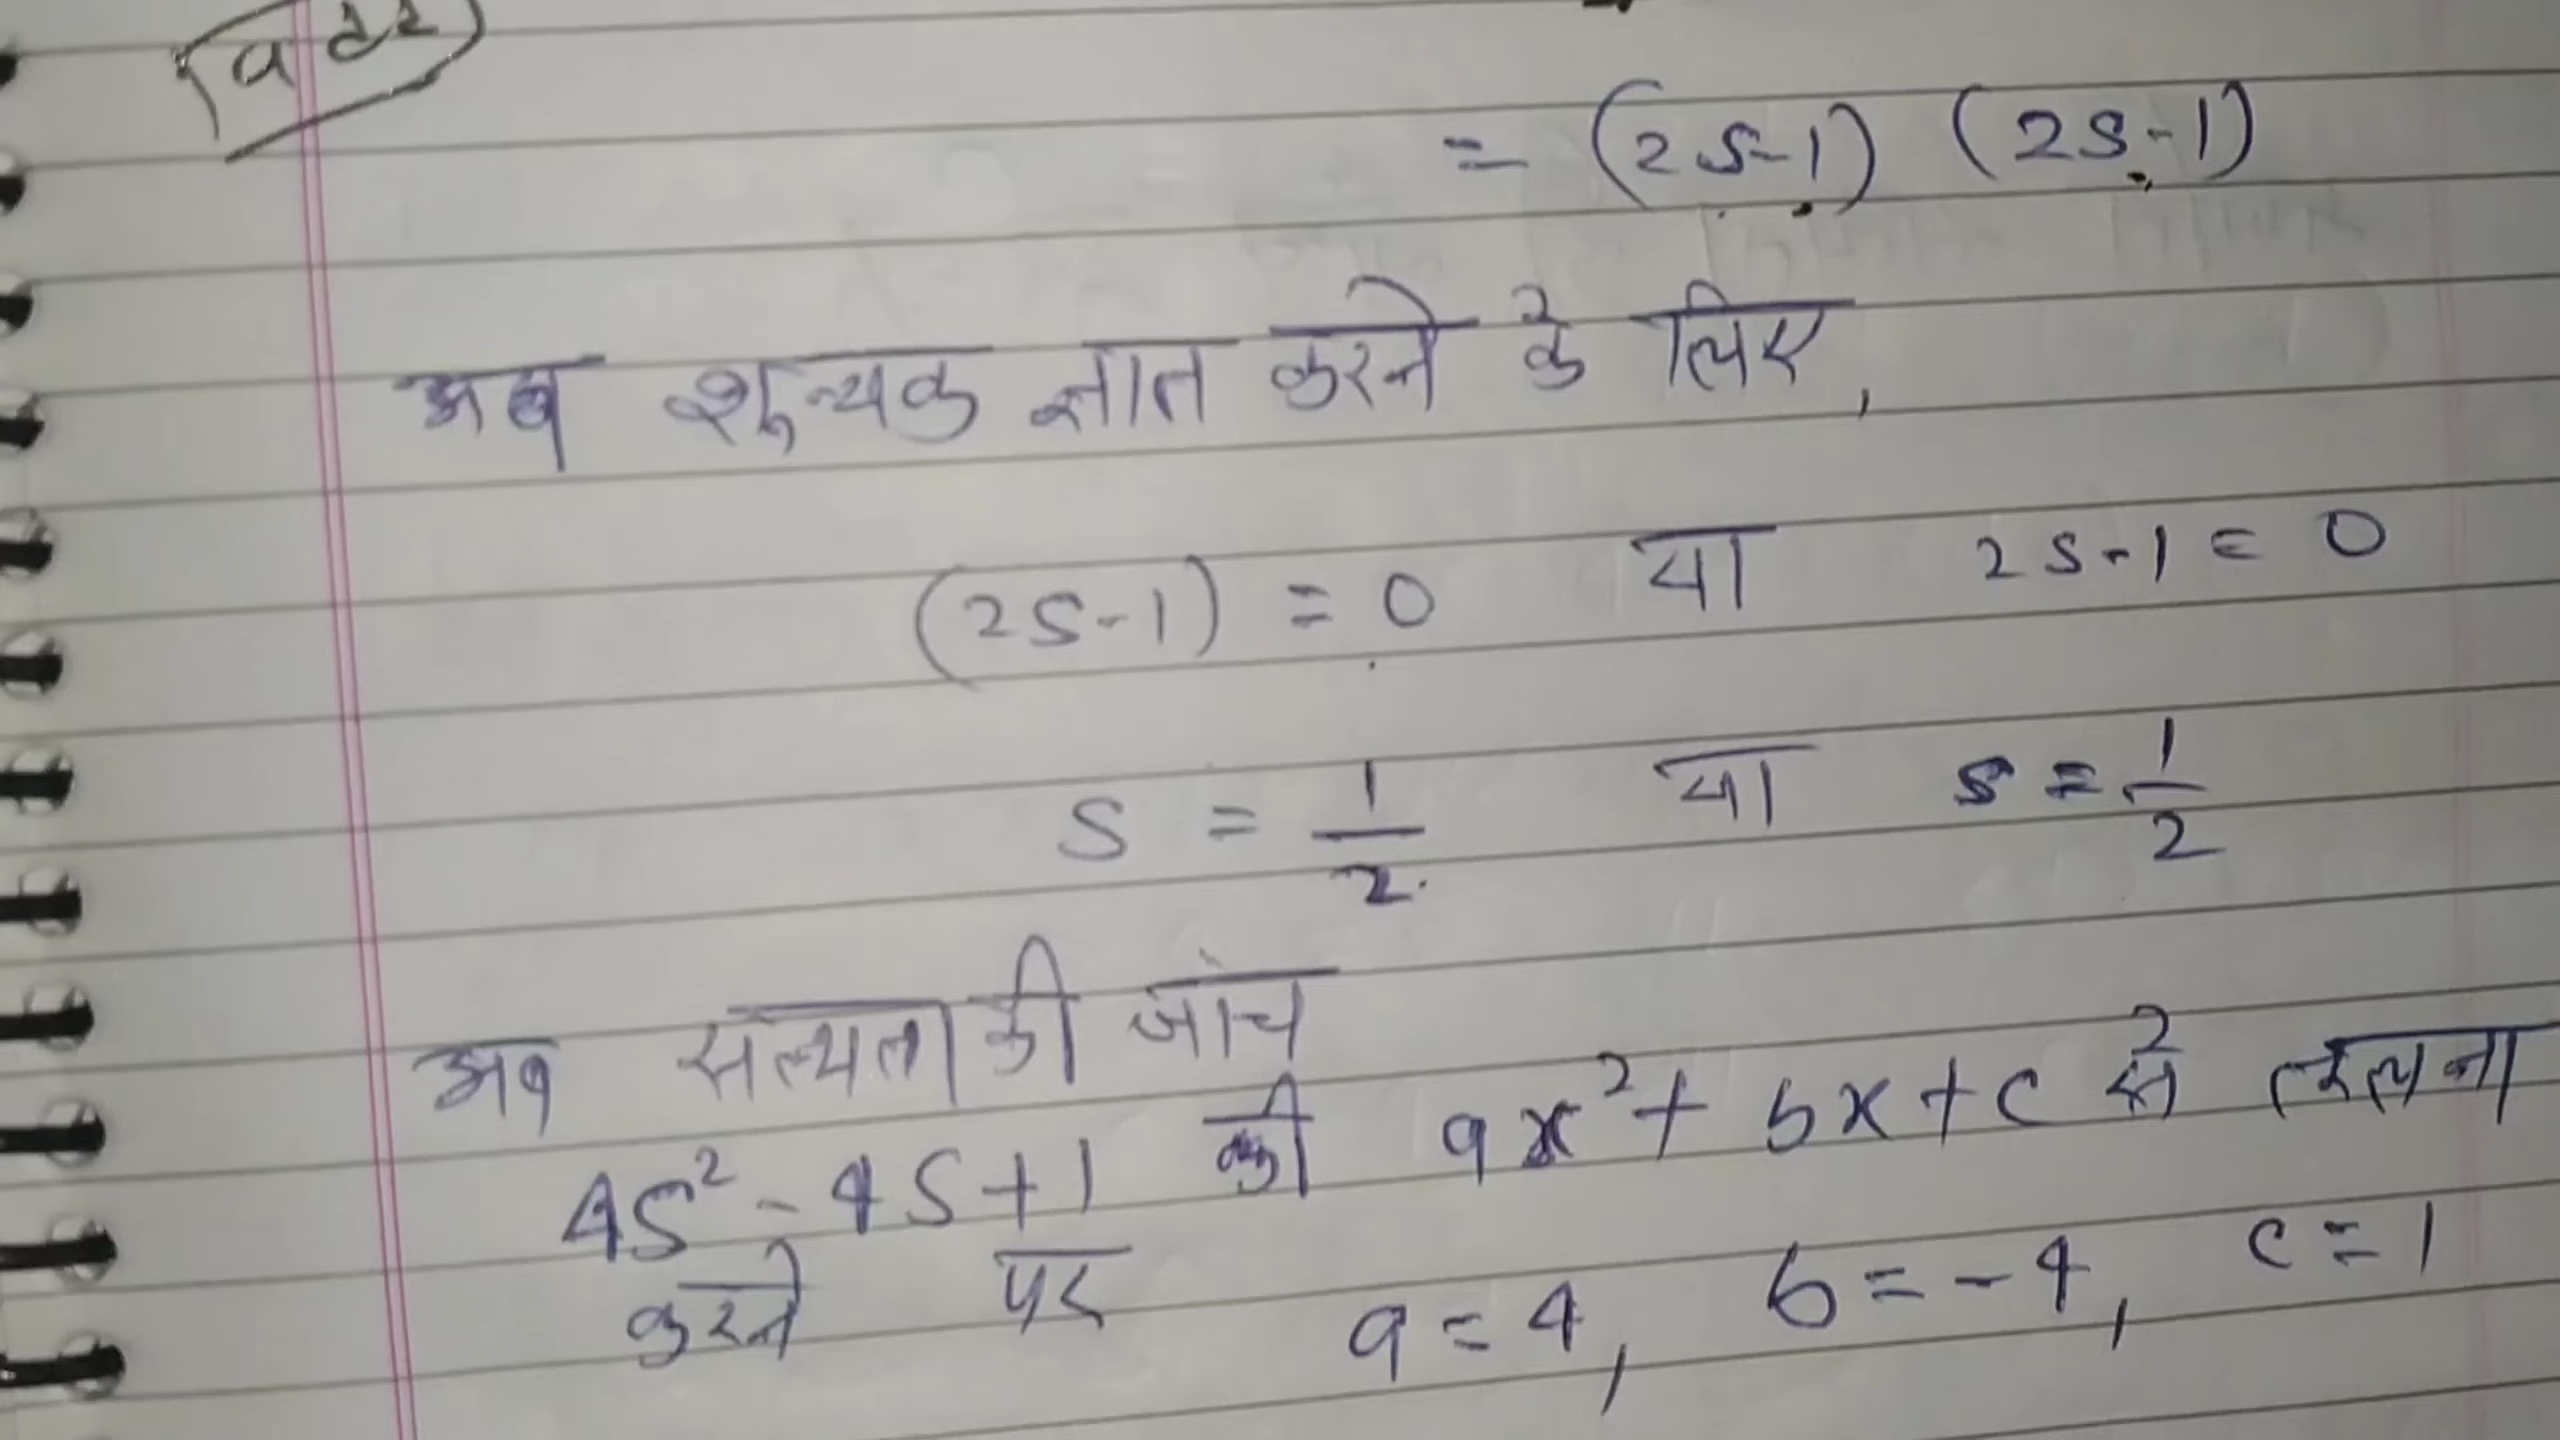 = (2S-1) (2S-1)
अब शून्यक ज्ञात करने के लिए,
(2S-1) = 0 या 2S-1 = 0
S = 1/2 या S = 1/2
अब सत्यता की जांच
4S² - 4S + 1 की ax² + bx + c से तुलना
करने पर a = 4, b = -4, c = 1